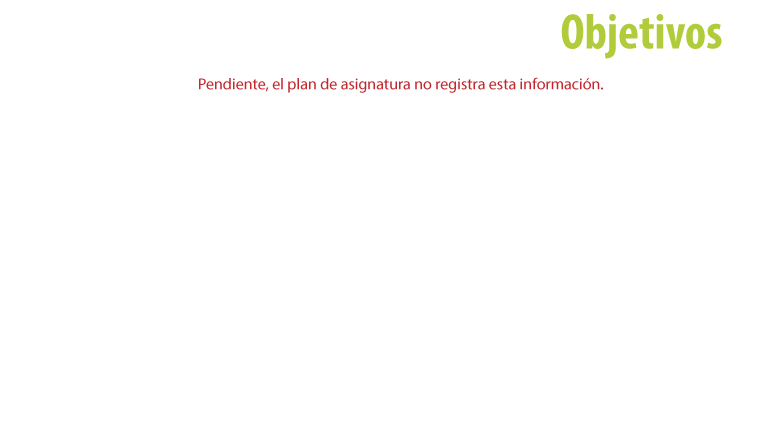 Objetivos
Pendiente, el plan de asignatura no registra esta información.